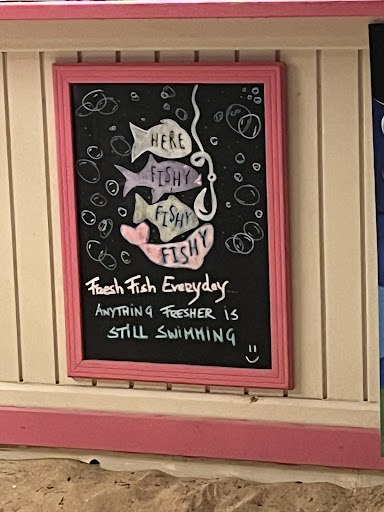 HERE
FISHY
FISHY
FISHY
Fresh Fish Everyday
ANYTHING FRESHER IS
STILL SWIMMING